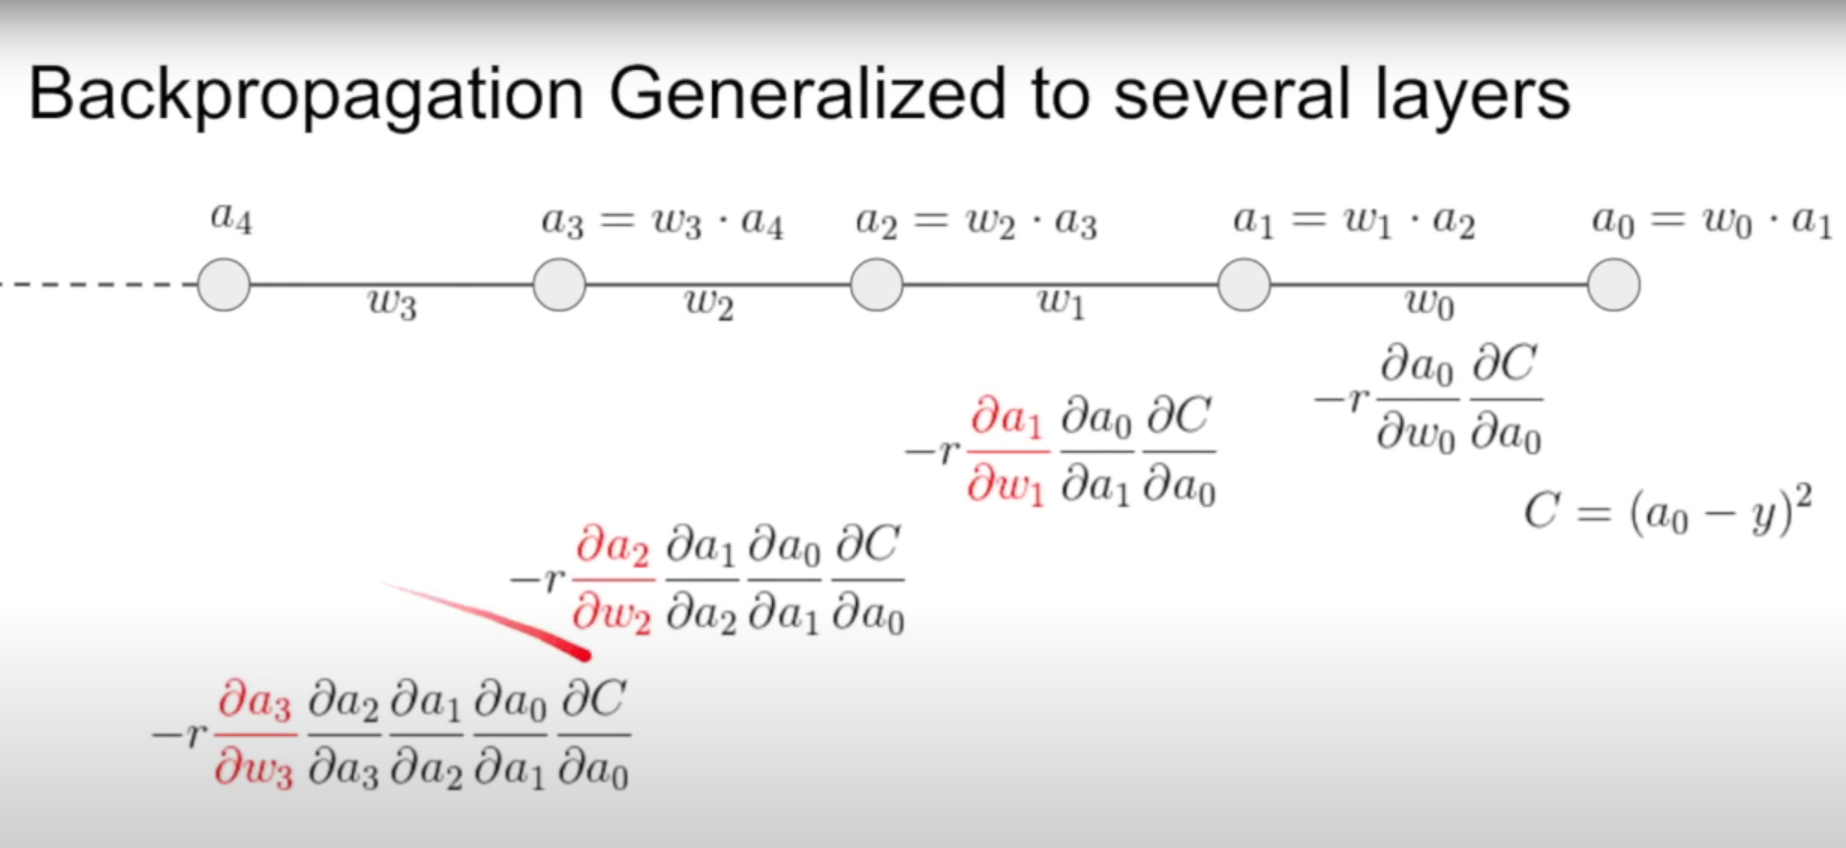 Backpropagation Generalized to several layers
a₄ a₃ = w₃ · a₄ a₂ = w₂ · a₃ a₁ = w₁ · a₂ a₀ = w₀ · a₁
w₃ w₂ w₁ w₀
−r ∂a₀/∂w₀ ∂C/∂a₀
−r ∂a₁/∂w₁ ∂a₀/∂a₁ ∂C/∂a₀
C = (a₀ − y)²
−r ∂a₂/∂w₂ ∂a₁/∂a₂ ∂a₀/∂a₁ ∂C/∂a₀
−r ∂a₃/∂w₃ ∂a₂/∂a₃ ∂a₁/∂a₂ ∂a₀/∂a₁ ∂C/∂a₀